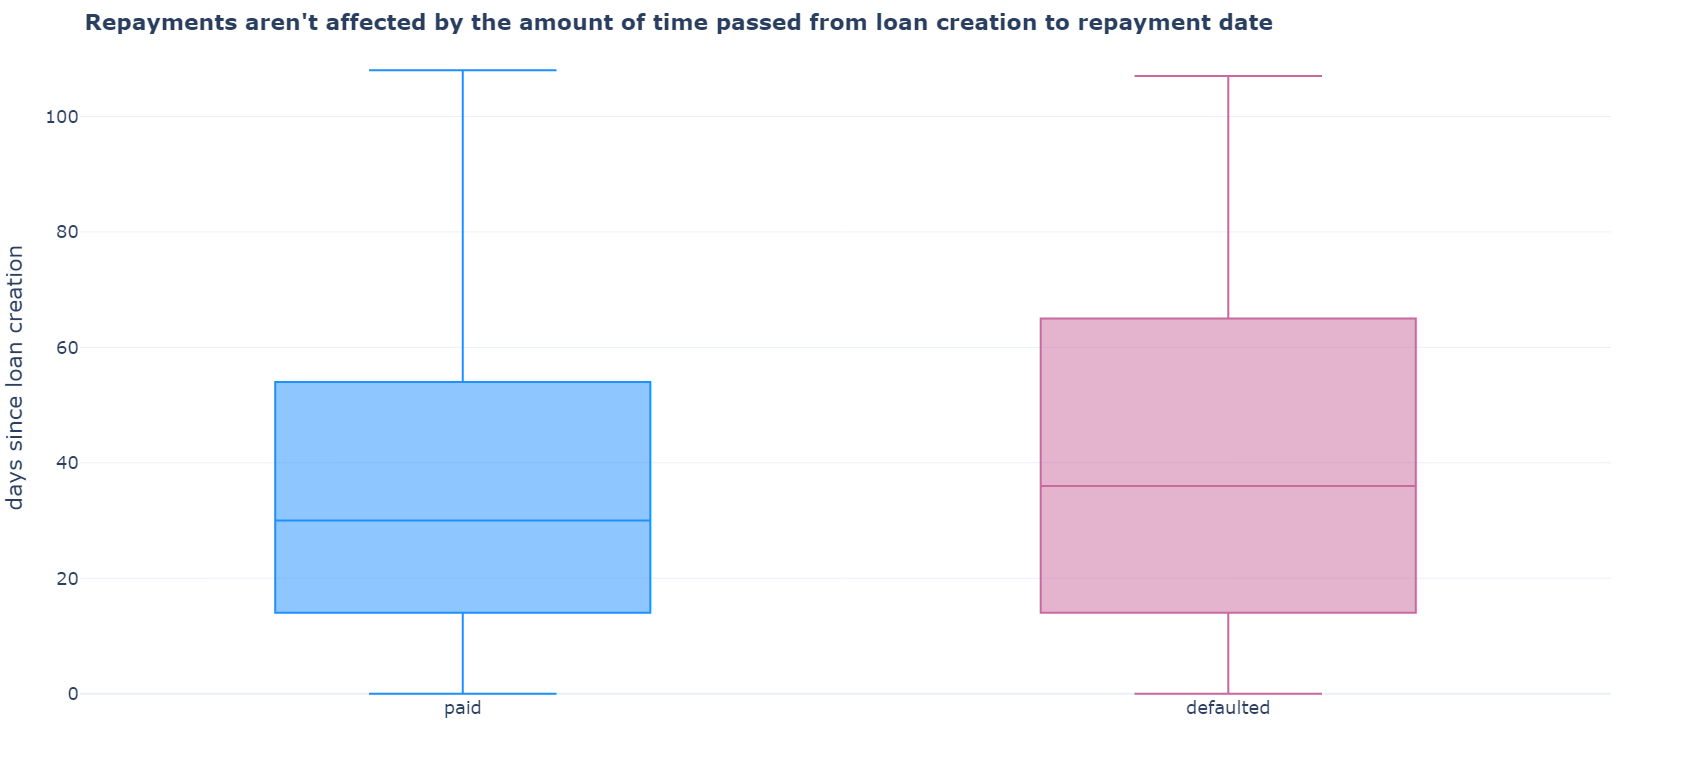 Repayments aren't affected by the amount of time passed from loan creation to repayment date
days since loan creation
100
80
60
40
20
0
paid
defaulted